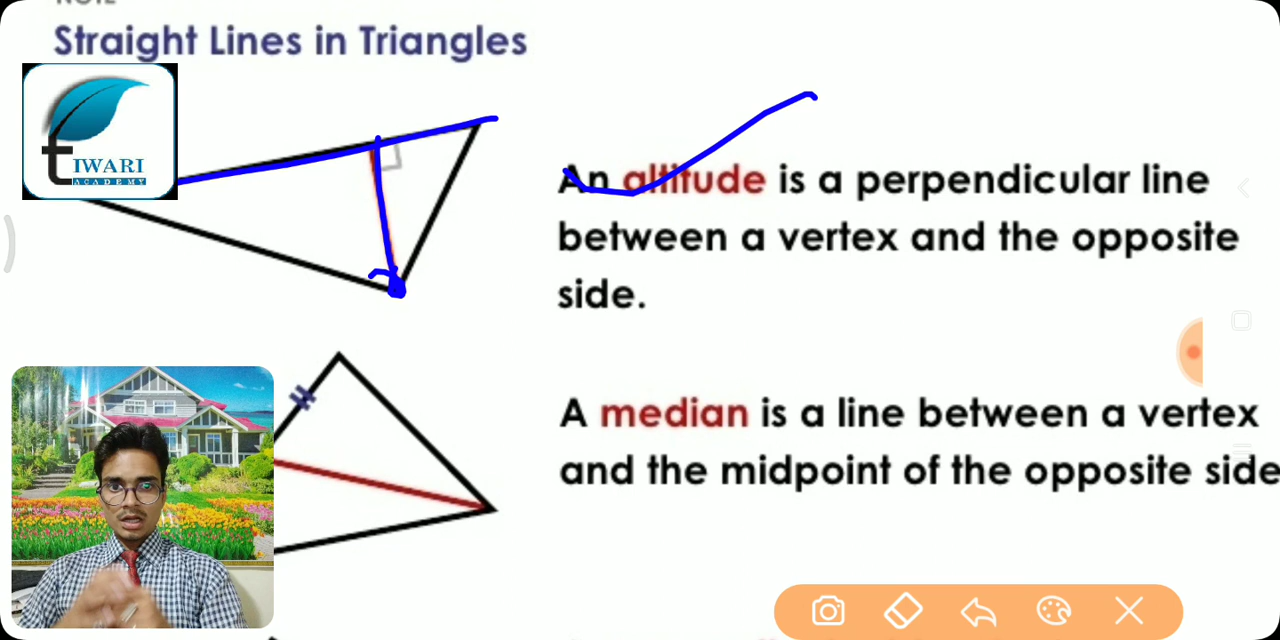 Straight Lines in Triangles
tIWARI
ACADEMY
An altitude is a perpendicular line
between a vertex and the opposite
side.
A median is a line between a vertex
and the midpoint of the opposite side